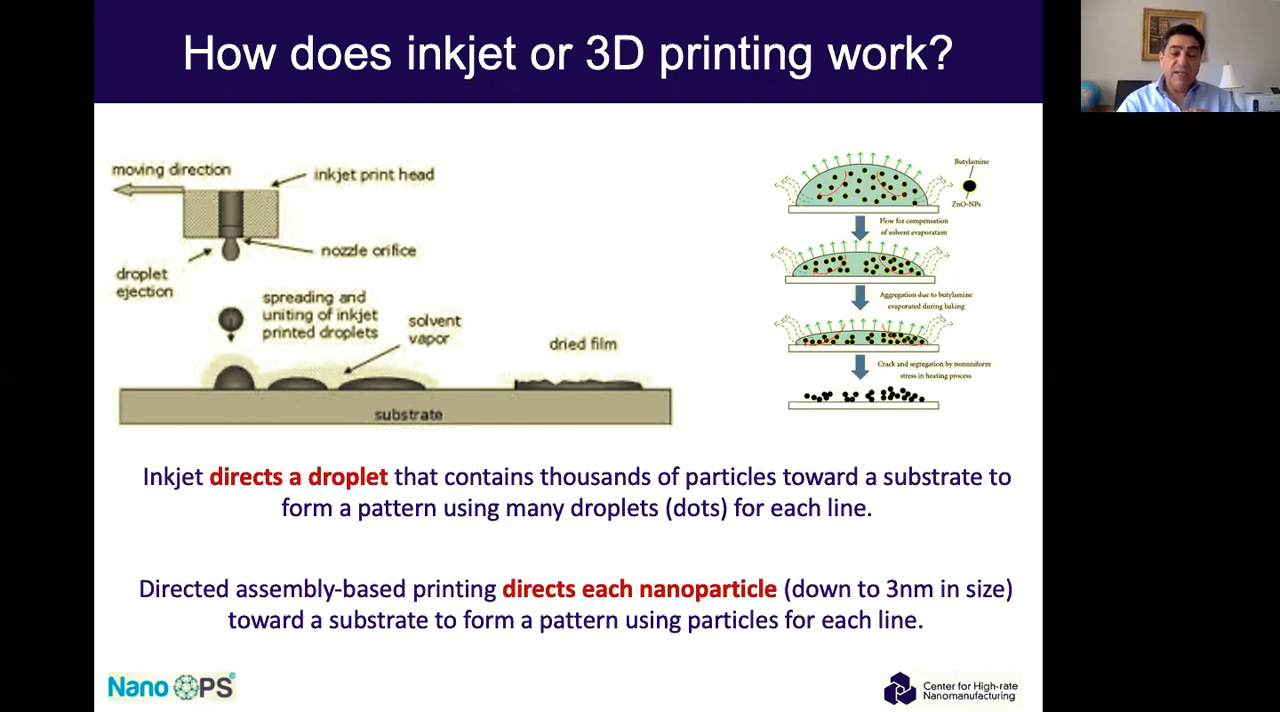 How does inkjet or 3D printing work?
moving direction
inkjet print head
nozzle orifice
droplet
ejection
spreading and
uniting of inkjet
printed droplets
solvent
vapor
dried film
substrate
Butylamine
ZnO-NPs
Flow for compensation
of solvent evaporation
Aggregation due to butylamine
evaporated during baking
Crack and segregation by nonuniform
stress in heating process
Inkjet directs a droplet that contains thousands of particles toward a substrate to
form a pattern using many droplets (dots) for each line.
Directed assembly-based printing directs each nanoparticle (down to 3nm in size)
toward a substrate to form a pattern using particles for each line.
Nano OPS
Center for High-rate
Nanomanufacturing